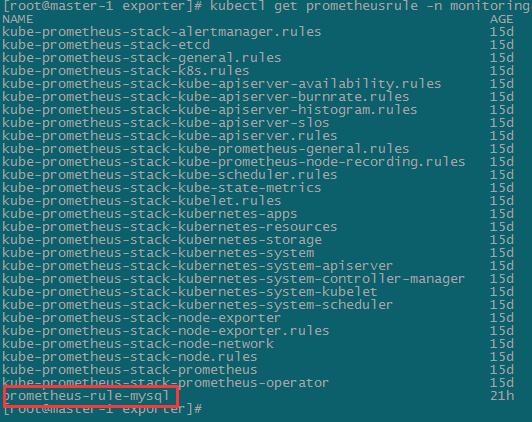 [root@master-1 exporter]# kubectl get prometheusrule -n monitoring
NAME AGE
kube-prometheus-stack-alertmanager.rules 15d
kube-prometheus-stack-etcd 15d
kube-prometheus-stack-general.rules 15d
kube-prometheus-stack-k8s.rules 15d
kube-prometheus-stack-kube-apiserver-availability.rules 15d
kube-prometheus-stack-kube-apiserver-burnrate.rules 15d
kube-prometheus-stack-kube-apiserver-histogram.rules 15d
kube-prometheus-stack-kube-apiserver-slos 15d
kube-prometheus-stack-kube-apiserver.rules 15d
kube-prometheus-stack-kube-prometheus-general.rules 15d
kube-prometheus-stack-kube-prometheus-node-recording.rules 15d
kube-prometheus-stack-kube-scheduler.rules 15d
kube-prometheus-stack-kube-state-metrics 15d
kube-prometheus-stack-kubelet.rules 15d
kube-prometheus-stack-kubernetes-apps 15d
kube-prometheus-stack-kubernetes-resources 15d
kube-prometheus-stack-kubernetes-storage 15d
kube-prometheus-stack-kubernetes-system 15d
kube-prometheus-stack-kubernetes-system-apiserver 15d
kube-prometheus-stack-kubernetes-system-controller-manager 15d
kube-prometheus-stack-kubernetes-system-kubelet 15d
kube-prometheus-stack-kubernetes-system-scheduler 15d
kube-prometheus-stack-node-exporter 15d
kube-prometheus-stack-node-exporter.rules 15d
kube-prometheus-stack-node-network 15d
kube-prometheus-stack-node.rules 15d
kube-prometheus-stack-prometheus 15d
kube-prometheus-stack-prometheus-operator 15d
prometheus-rule-mysql 21h
[root@master-1 exporter]#